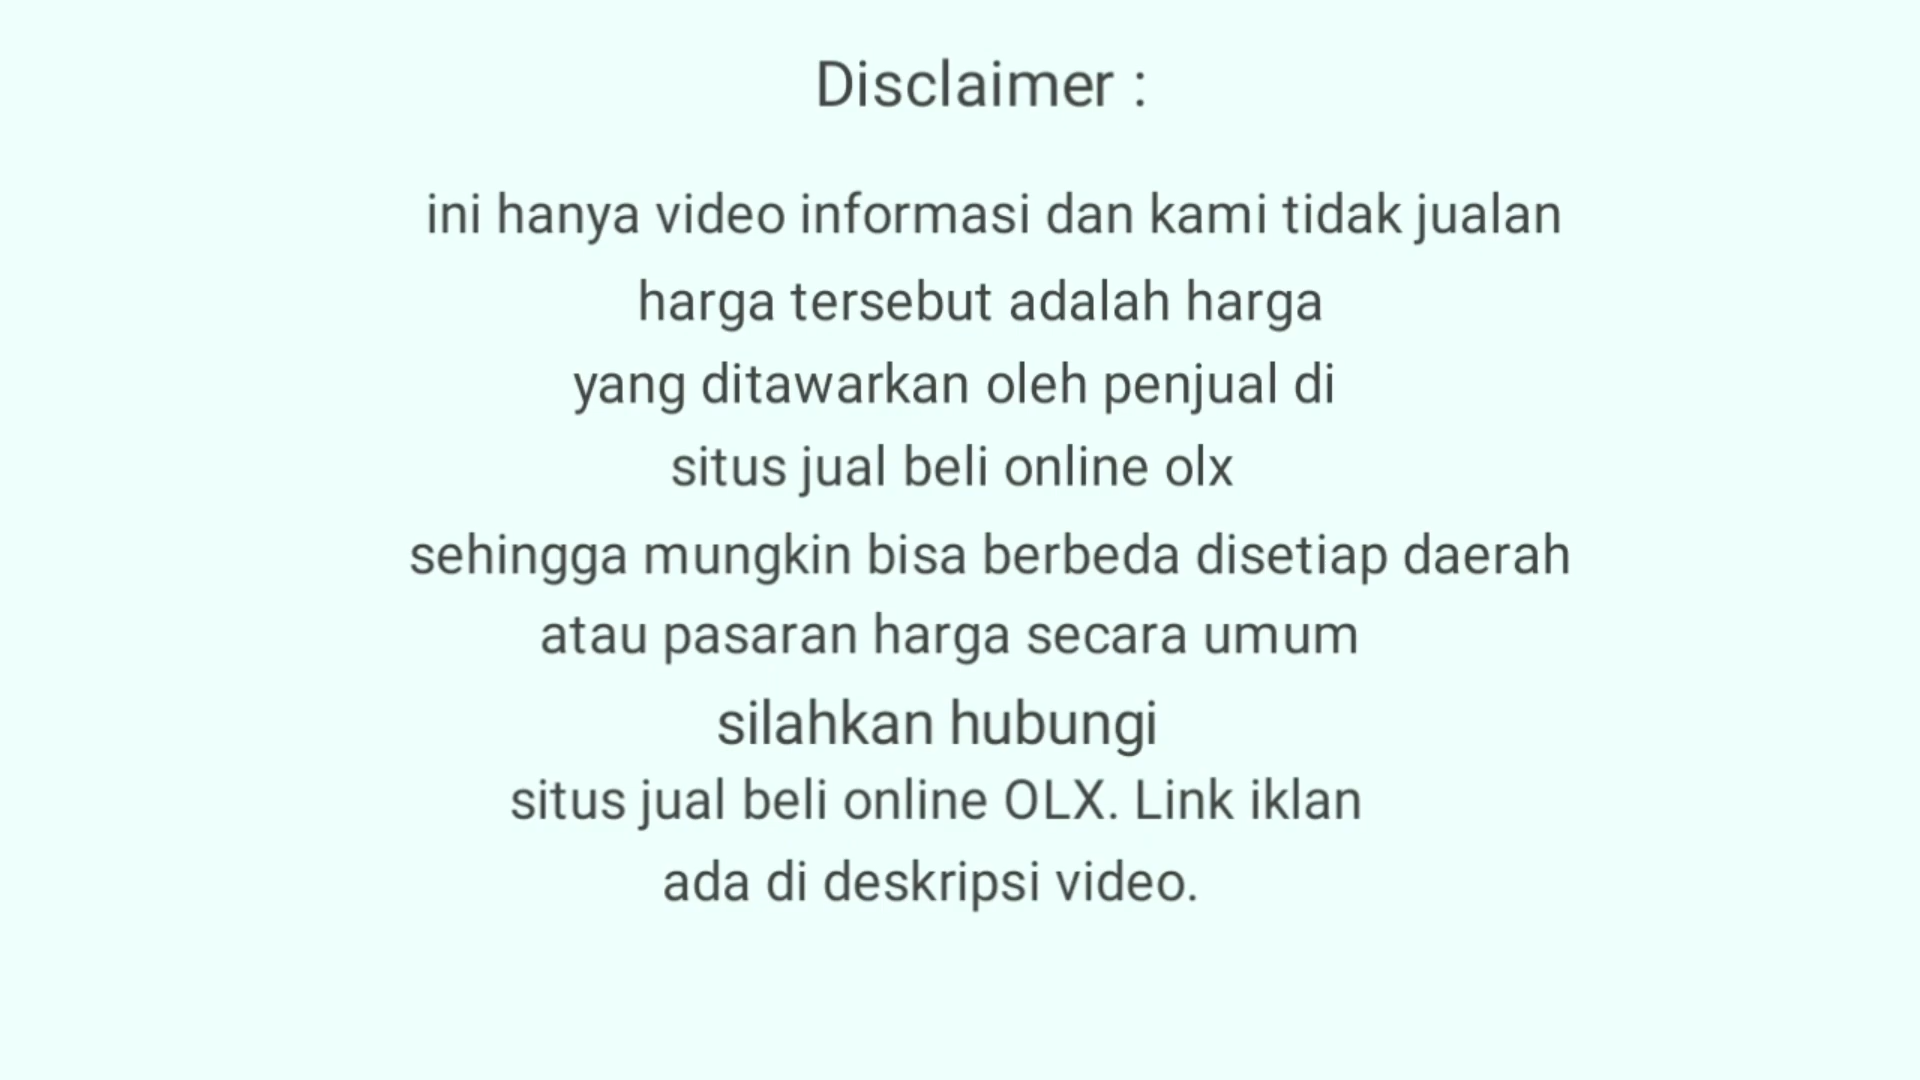 Disclaimer :
ini hanya video informasi dan kami tidak jualan
harga tersebut adalah harga
yang ditawarkan oleh penjual di
situs jual beli online olx
sehingga mungkin bisa berbeda disetiap daerah
atau pasaran harga secara umum
silahkan hubungi
situs jual beli online OLX. Link iklan
ada di deskripsi video.